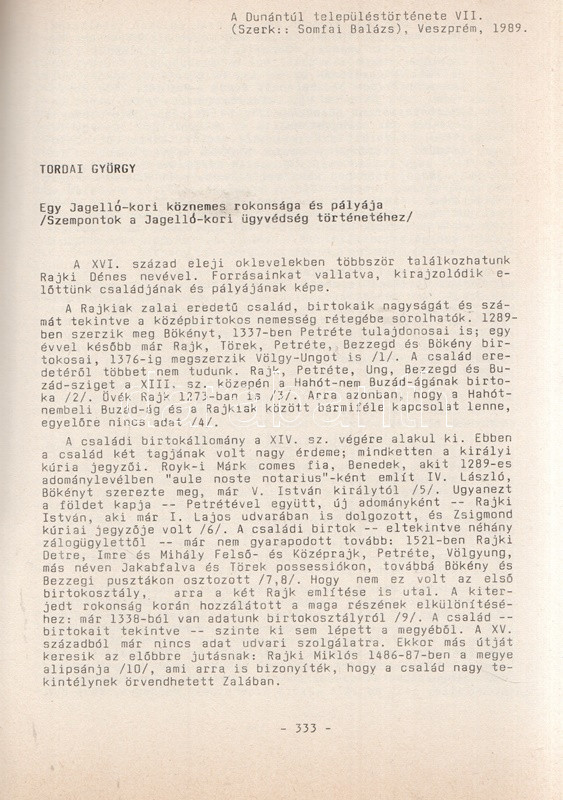 A Dunántúl településtörténete VII.
(Szerk:: Somfai Balázs), Veszprém, 1989.
TORDAI GYÖRGY
Egy Jagelló-kori köznemes rokonsága és pályája
/Szempontok a Jagelló-kori ügyvédség történetéhez/
A XVI. század eleji oklevelekben többször találkozhatunk
Rajki Dénes nevével. Forrásainkat vallatva, kirajzolódik e-
lőttünk családjának és pályájának képe.
A Rajkiak zalai eredetű család, birtokaik nagyságát és szá-
mát tekintve a középbirtokos nemesség rétegébe sorolhatók. 1289-
ben szerzik meg Bökényt, 1337-ben Petréte tulajdonosai is; egy
évvel később már Rajk, Törek, Petréte, Bezzegd és Bökény bir-
tokosai, 1376-ig megszerzik Völgy-Ungot is /1/. A család ere-
detéről többet nem tudunk. Rajk, Petréte, Ung, Bezzegd és Bu-
zád-sziget a XIII. sz. közepén a Hahót-nem Buzád-ágának birto-
ka /2/. Övék Rajk 1273-ban is /3/. Arra azonban, hogy a Hahót-
nembeli Buzád-ág és a Rajkiak között bármiféle kapcsolat lenne,
egyelőre nincs adat /4/.
A családi birtokállomány a XIV. sz. végére alakul ki. Ebben
a család két tagjának volt nagy érdeme; mindketten a királyi
kúria jegyzői. Royk-i Márk comes fia, Benedek, akit 1289-es
adománylevélben "aule noste notarius"-ként említ IV. László,
Bökényt szerezte meg, már V. István királytól /5/. Ugyanezt
a földet kapja -- Petrétével együtt, új adományként -- Rajki
István, aki már I. Lajos udvarában is dolgozott, és Zsigmond
kúriai jegyzője volt /6/. A családi birtok -- eltekintve néhány
zálogügylettől -- már nem gyarapodott tovább: 1521-ben Rajki
Detre, Imre és Mihály Felső- és Középrajk, Petréte, Völgyung,
más néven Jakabfalva és Törek possessiókon, továbbá Bökény és
Bezzegi pusztákon osztozott /7,8/. Hogy nem ez volt az első
birtokosztály, arra a két Rajk említése is utal. A kiter-
jedt rokonság korán hozzálátott a maga részének elkülönítésé-
hez: már 1338-ból van adatunk birtokosztályról /9/. A család --
birtokait tekintve -- szinte ki sem lépett a megyéből. A XV.
századból már nincs adat udvari szolgálatra. Ekkor más útját
keresik az előbbre jutásnak: Rajki Miklós 1486-87-ben a megye
alipsánja /10/, ami arra is bizonyíték, hogy a család nagy te-
kintélynek örvendhetett Zalában.
- 333 -